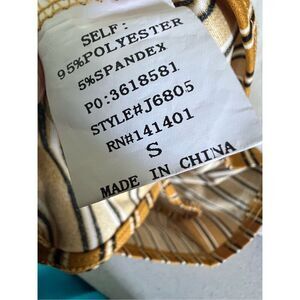 SELF:
95%POLYESTER
5%SPANDEX
PO:3618581
STYLE#J6805
RN#141401
S
MADE IN CHINA